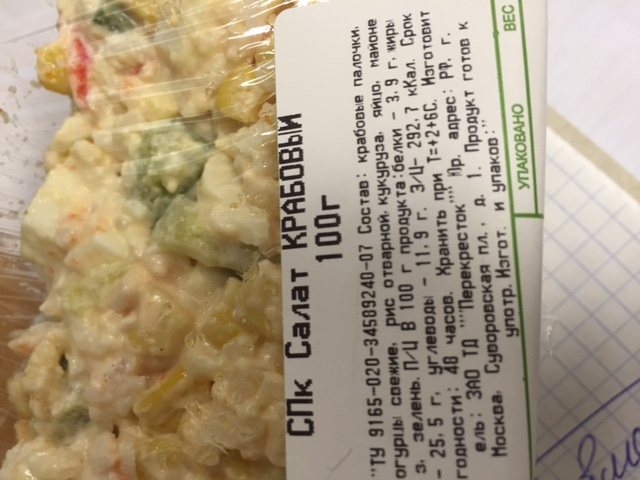 СПк Салат КРАБОВЫЙ
100г
"ТУ 9165-020-34589240-07 Состав: крабовые палочки,
огурцы свежие, рис отварной, кукуруза, яйцо, майоне
з, зелень. П/Ц В 100 г продукта:белки - 3,9 г,жиры
- 25,5 г, углеводы - 11,9 г. Э/Ц- 292,7 кКал. Срок
годности: 48 часов. Хранить при Т=+2+6С. Изготовит
ель: ЗАО ТД ""Перекресток"" Юр. адрес: РФ, г.
Москва, Суворовская пл., д. 1. Продукт готов к
употр. Изгот. и упаков:"
УПАКОВАНО
ВЕС